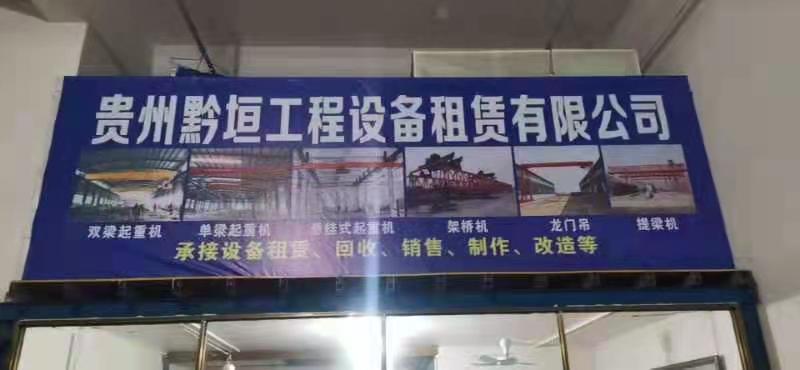 贵州黔垣工程设备租赁有限公司
双梁起重机 单梁起重机 悬挂式起重机 架桥机 龙门吊 提梁机
承接设备租赁、回收、销售、制作、改造等